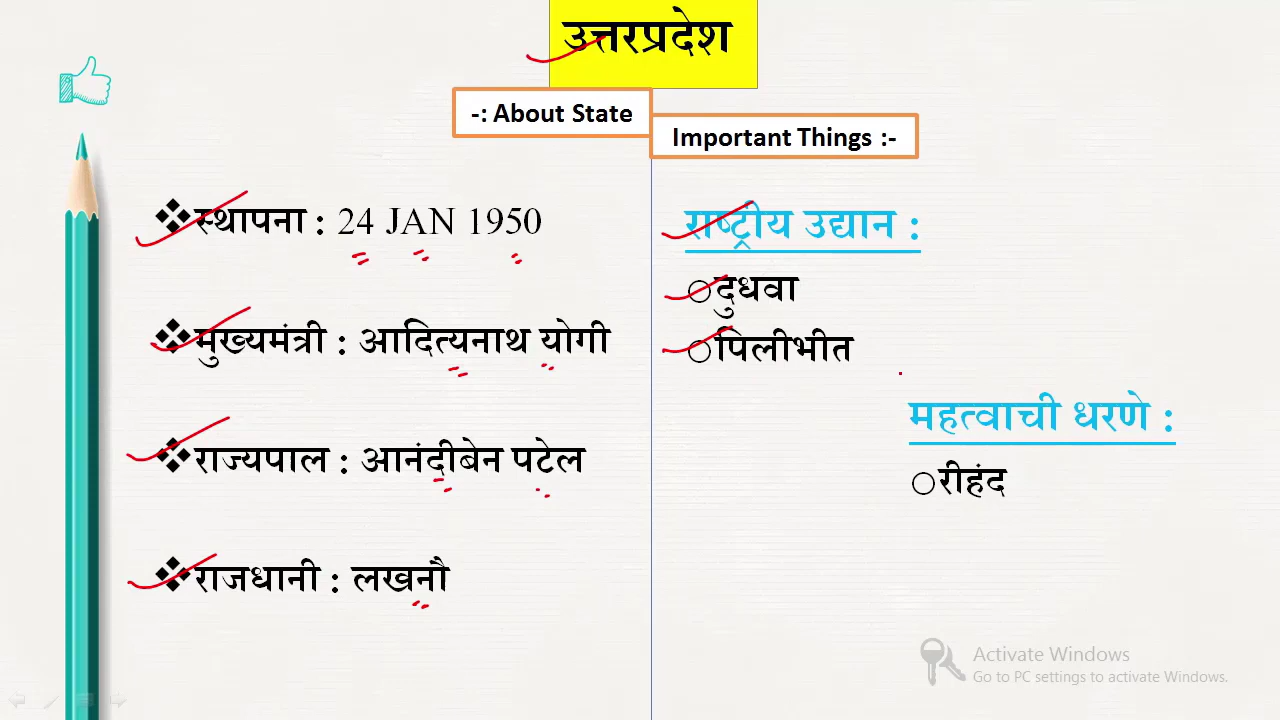 उत्तरप्रदेश
-: About State
Important Things :-
स्थापना : 24 JAN 1950
मुख्यमंत्री : आदित्यनाथ योगी
राज्यपाल : आनंदीबेन पटेल
राजधानी : लखनौ
राष्ट्रीय उद्यान :
दुधवा
पिलीभीत
महत्वाची धरणे :
रीहंद
Activate Windows
Go to PC settings to activate Windows.